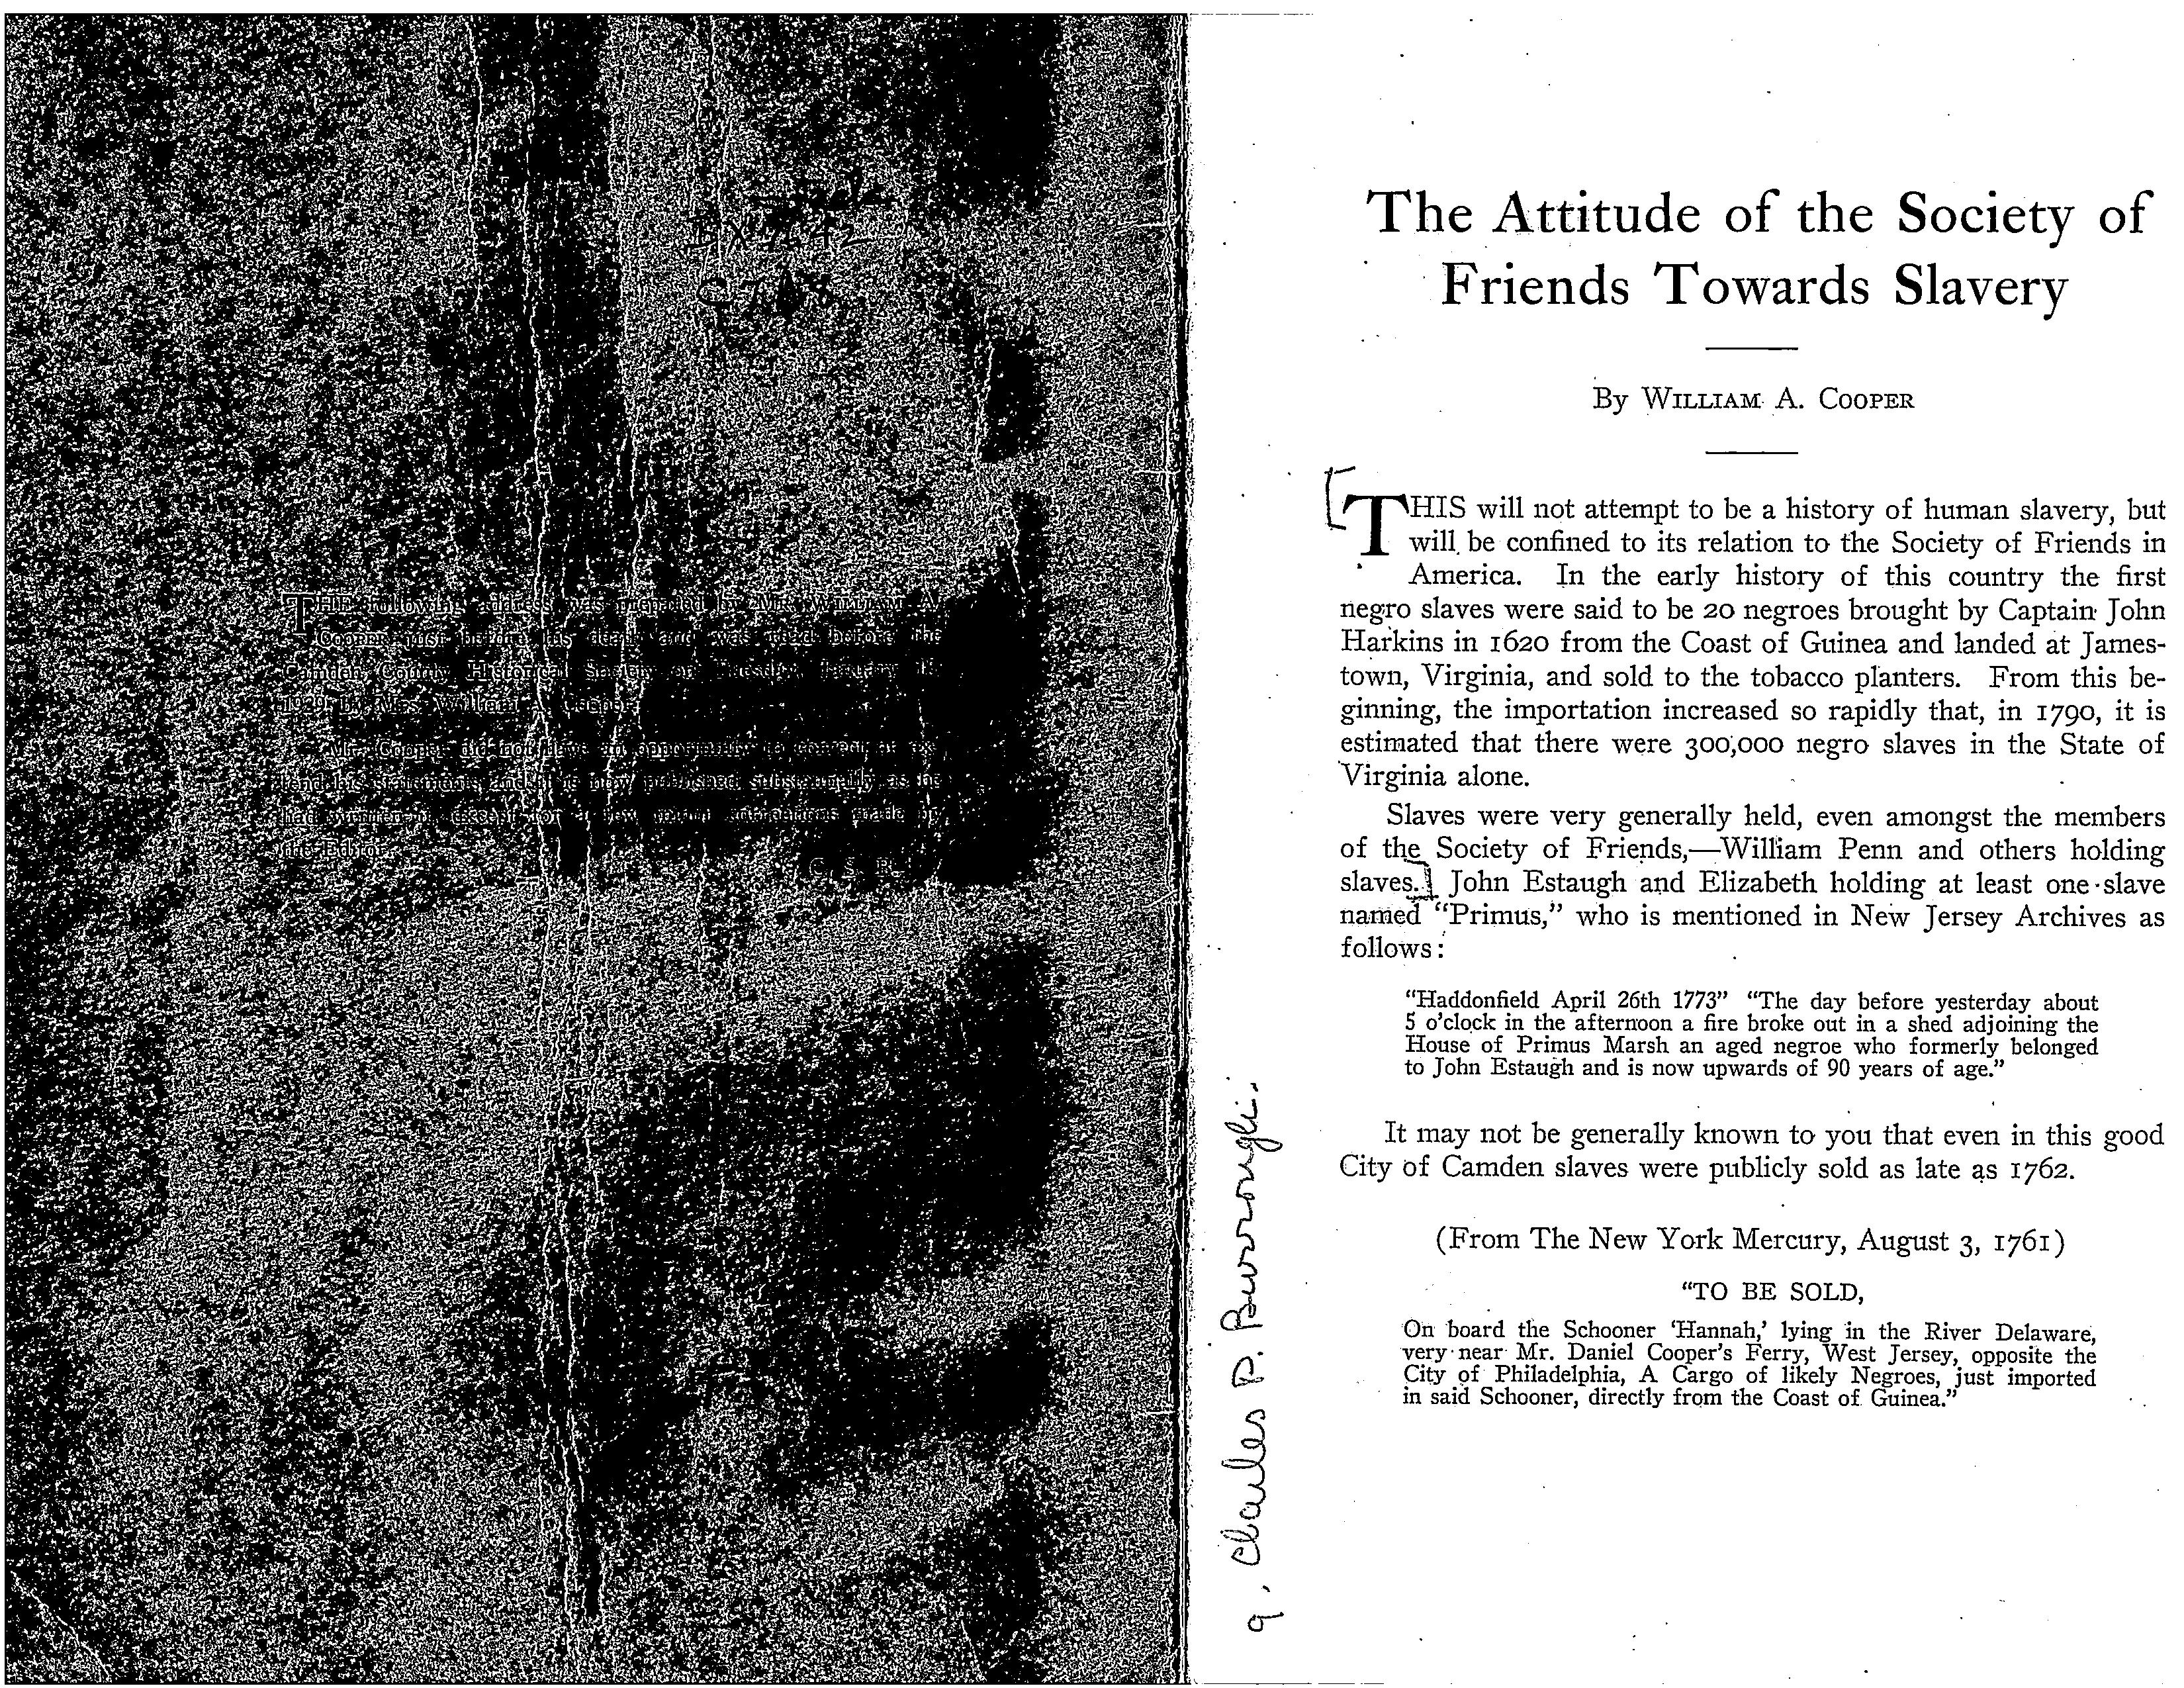 THE following address was prepared by Mr. WILLIAM A.
COOPER just before his death and was read before the
Camden County Historical Society on Tuesday,
1929, by Mrs. William Cooper.
Mr. Cooper did not have an opportunity to correct or
his statements and is now published substantially as he
had written it, except for a few minor corrections made by
the Editor.
The Attitude of the Society of
Friends Towards Slavery
By WILLIAM A. COOPER
THIS will not attempt to be a history of human slavery, but
will be confined to its relation to the Society of Friends in
America. In the early history of this country the first
negro slaves were said to be 20 negroes brought by Captain John
Harkins in 1620 from the Coast of Guinea and landed at James-
town, Virginia, and sold to the tobacco planters. From this be-
ginning, the importation increased so rapidly that, in 1790, it is
estimated that there were 300,000 negro slaves in the State of
Virginia alone.
Slaves were very generally held, even amongst the members
of the Society of Friends,—William Penn and others holding
slaves.] John Estaugh and Elizabeth holding at least one slave
named "Primus," who is mentioned in New Jersey Archives as
follows:
"Haddonfield April 26th 1773" "The day before yesterday about
5 o'clock in the afternoon a fire broke out in a shed adjoining the
House of Primus Marsh an aged negroe who formerly belonged
to John Estaugh and is now upwards of 90 years of age."
It may not be generally known to you that even in this good
City of Camden slaves were publicly sold as late as 1762.
(From The New York Mercury, August 3, 1761)
"TO BE SOLD,
On board the Schooner 'Hannah,' lying in the River Delaware,
very near Mr. Daniel Cooper's Ferry, West Jersey, opposite the
City of Philadelphia, A Cargo of likely Negroes, just imported
in said Schooner, directly from the Coast of Guinea."
Charles P. Burrough.